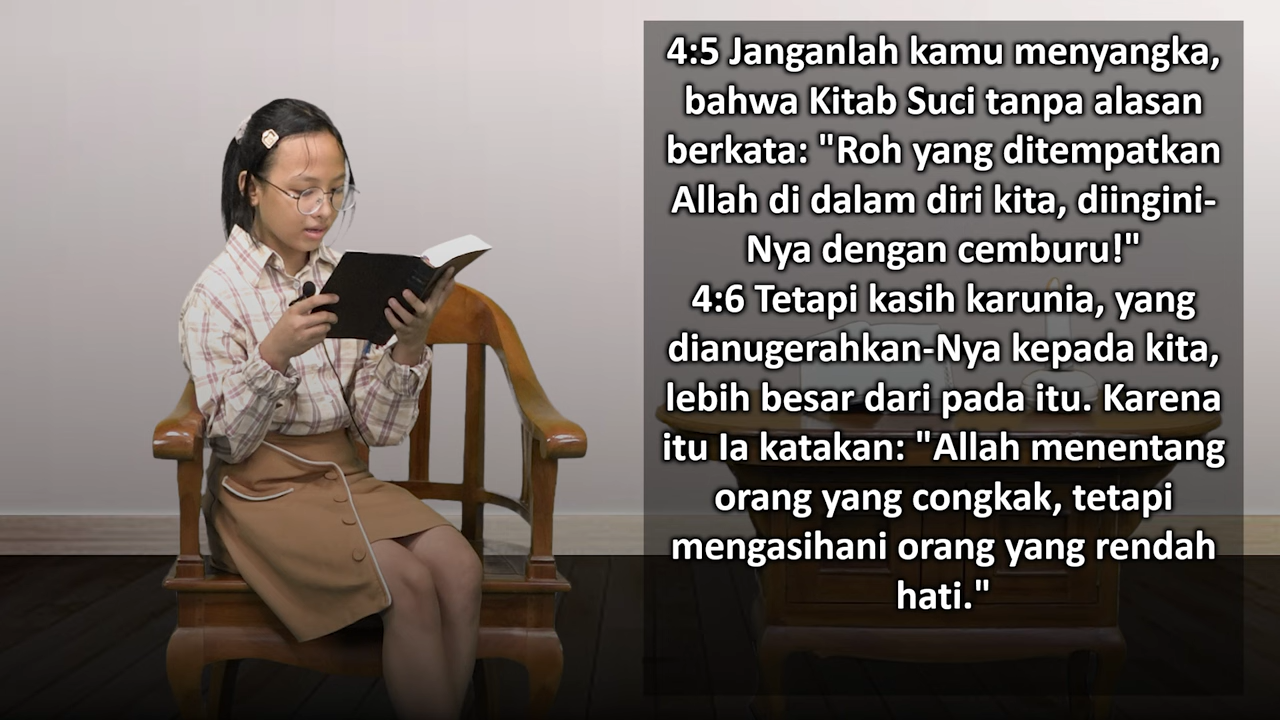 4:5 Janganlah kamu menyangka,
bahwa Kitab Suci tanpa alasan
berkata: "Roh yang ditempatkan
Allah di dalam diri kita, diingini-
Nya dengan cemburu!"
4:6 Tetapi kasih karunia, yang
dianugerahkan-Nya kepada kita,
lebih besar dari pada itu. Karena
itu Ia katakan: "Allah menentang
orang yang congkak, tetapi
mengasihani orang yang rendah
hati."